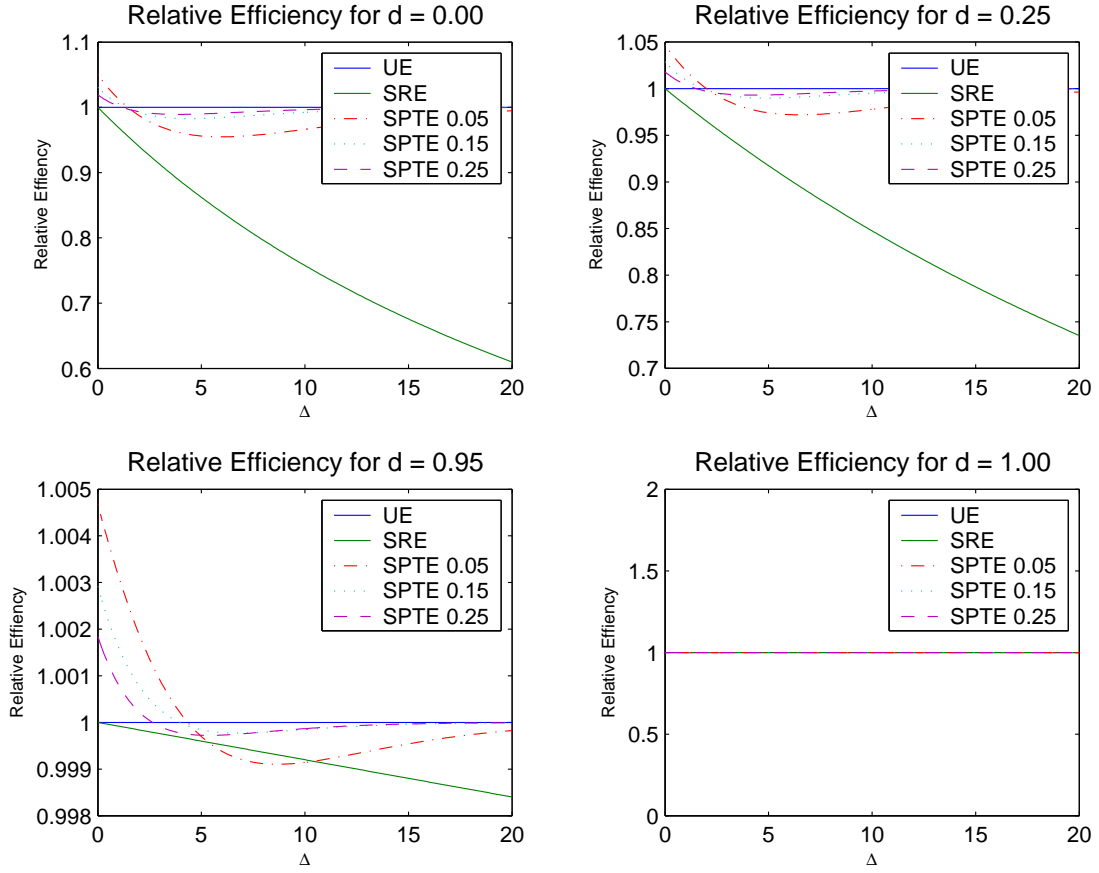 Relative Efficiency for d = 0.00
1.1
1
0.9
0.8
0.7
0.6
Relative Effiency
0 5 10 15 20
Δ
UE
SRE
SPTE 0.05
SPTE 0.15
SPTE 0.25
Relative Efficiency for d = 0.25
1.05
1
0.95
0.9
0.85
0.8
0.75
0.7
Relative Effiency
0 5 10 15 20
Δ
UE
SRE
SPTE 0.05
SPTE 0.15
SPTE 0.25
Relative Efficiency for d = 0.95
1.005
1.004
1.003
1.002
1.001
1
0.999
0.998
Relative Effiency
0 5 10 15 20
Δ
UE
SRE
SPTE 0.05
SPTE 0.15
SPTE 0.25
Relative Efficiency for d = 1.00
2
1.5
1
0.5
0
Relative Effiency
0 5 10 15 20
Δ
UE
SRE
SPTE 0.05
SPTE 0.15
SPTE 0.25